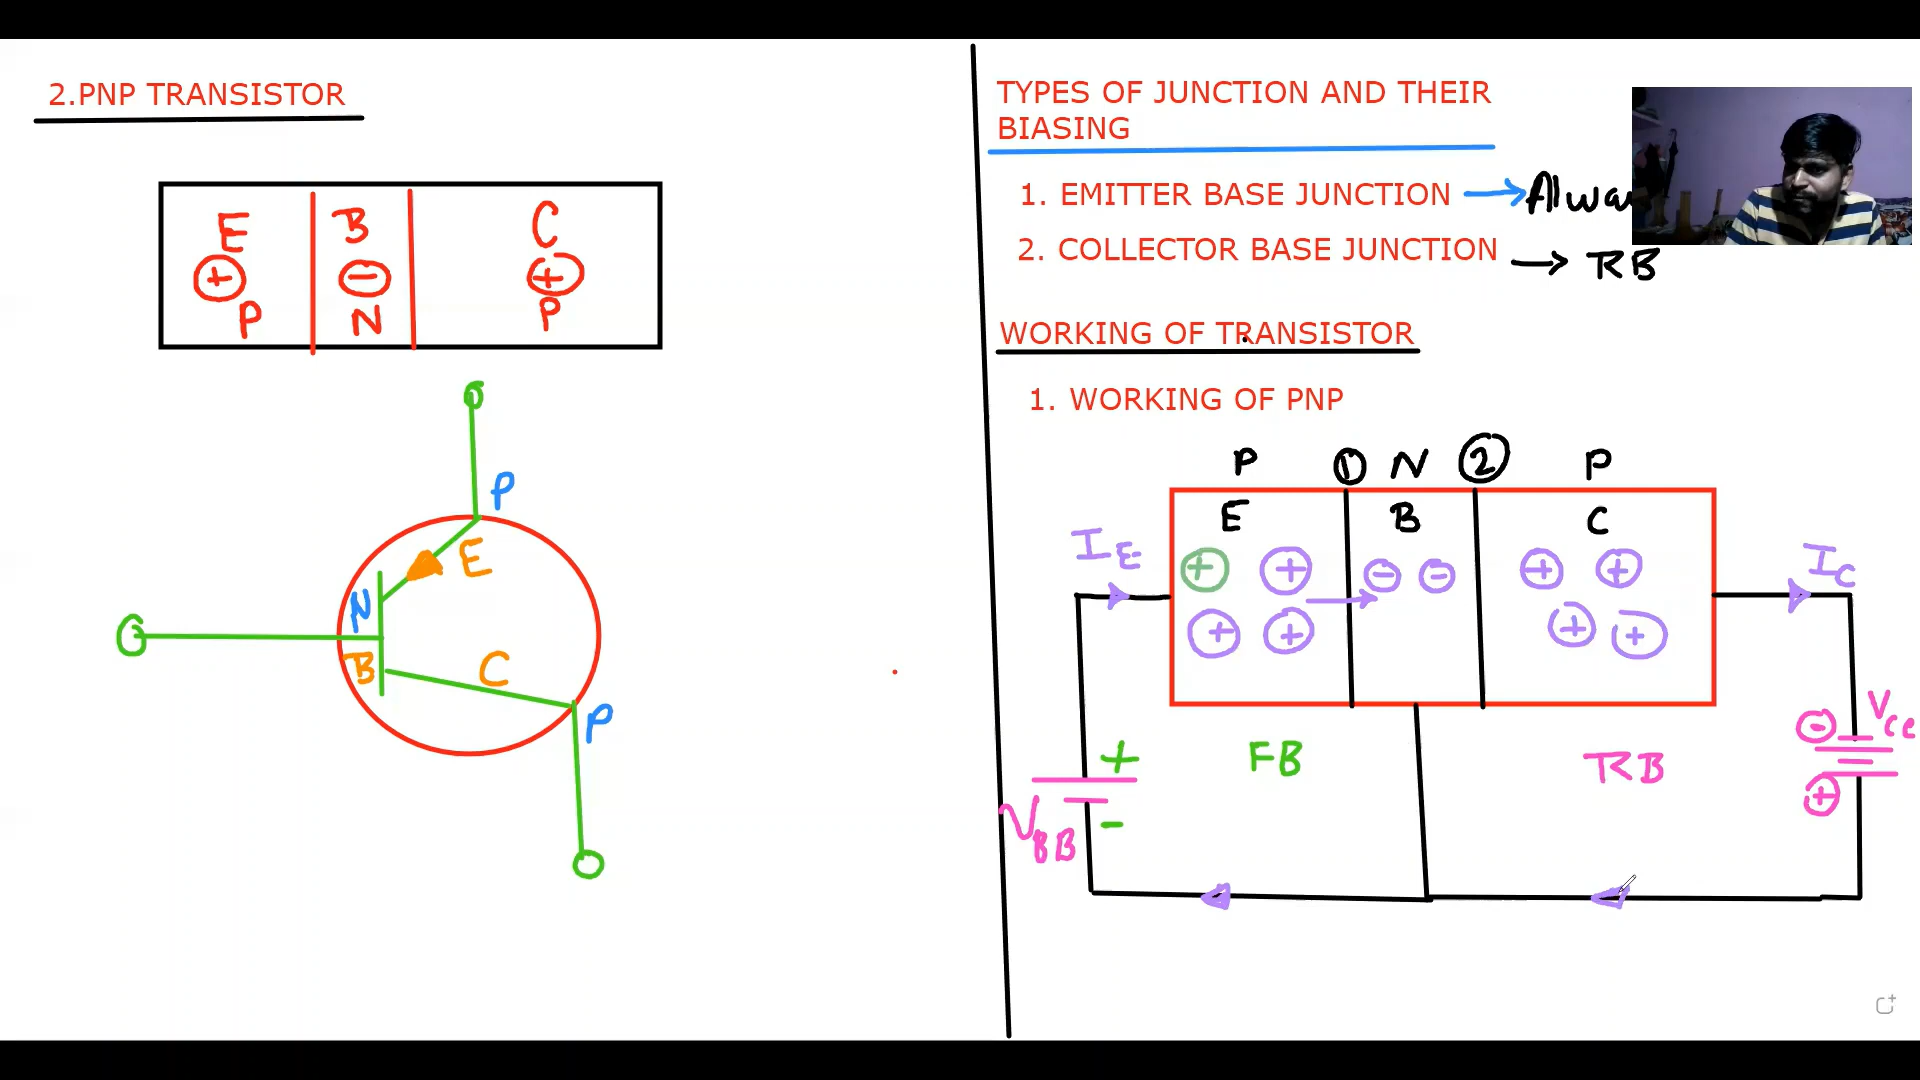 2.PNP TRANSISTOR
E B C
+ - +
P N P
P
E
N
B
C
P
TYPES OF JUNCTION AND THEIR
BIASING
1. EMITTER BASE JUNCTION →
2. COLLECTOR BASE JUNCTION → RB
WORKING OF TRANSISTOR
1. WORKING OF PNP
P 1 N 2 P
E B C
IE + + - - + + IC
+ + + +
+ FB RB - VCC
VBB - +